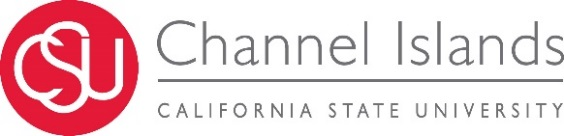 CSU
Channel Islands
CALIFORNIA STATE UNIVERSITY